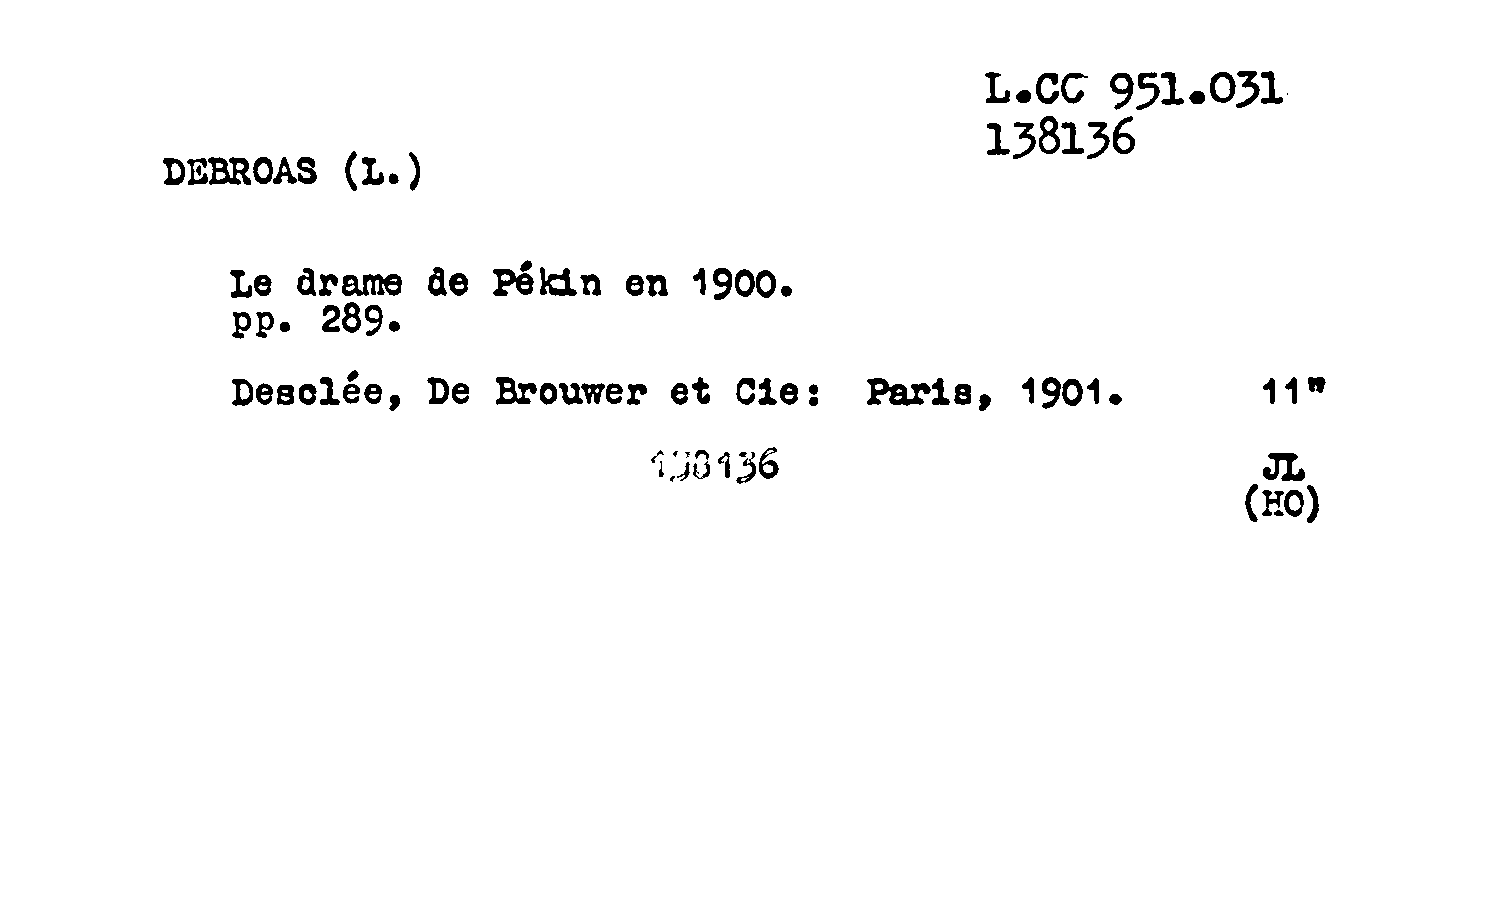 L.CC 951.031
138136
DEBROAS (L.)
Le drame de Pékin en 1900.
pp. 289.
Desclée, De Brouwer et Cie: Paris, 1901. 11"
138136 JL
(HO)